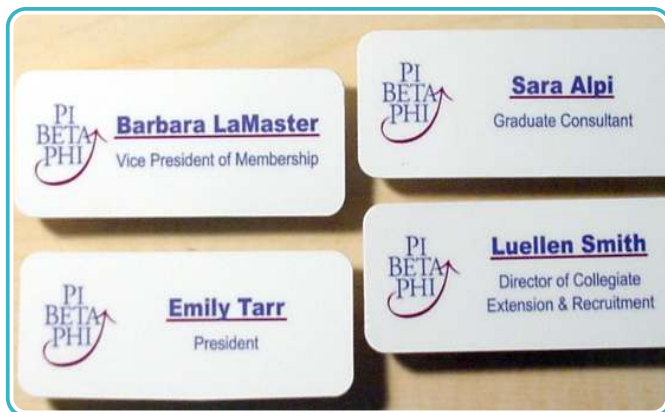 PI
BETA
PHI
Barbara LaMaster
Vice President of Membership
PI
BETA
PHI
Sara Alpi
Graduate Consultant
PI
BETA
PHI
Emily Tarr
President
PI
BETA
PHI
Luellen Smith
Director of Collegiate
Extension & Recruitment